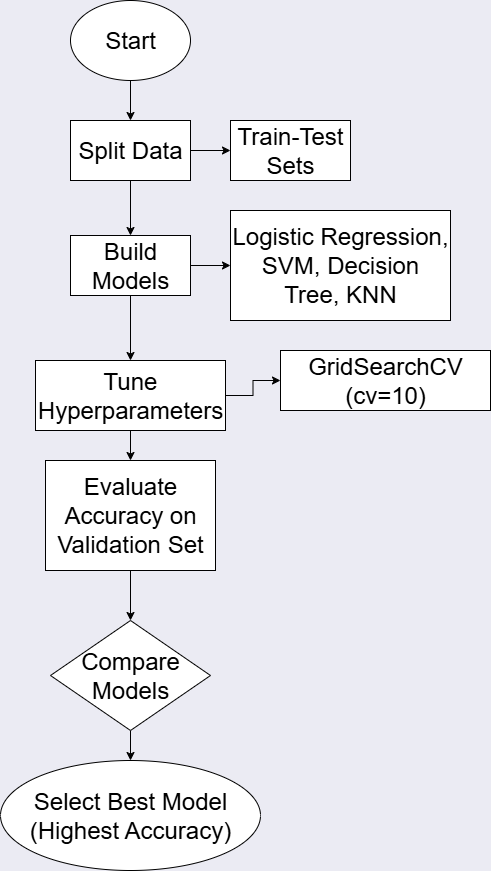 Start
Split Data
Train-Test
Sets
Build
Models
Logistic Regression,
SVM, Decision
Tree, KNN
Tune
Hyperparameters
GridSearchCV
(cv=10)
Evaluate
Accuracy on
Validation Set
Compare
Models
Select Best Model
(Highest Accuracy)